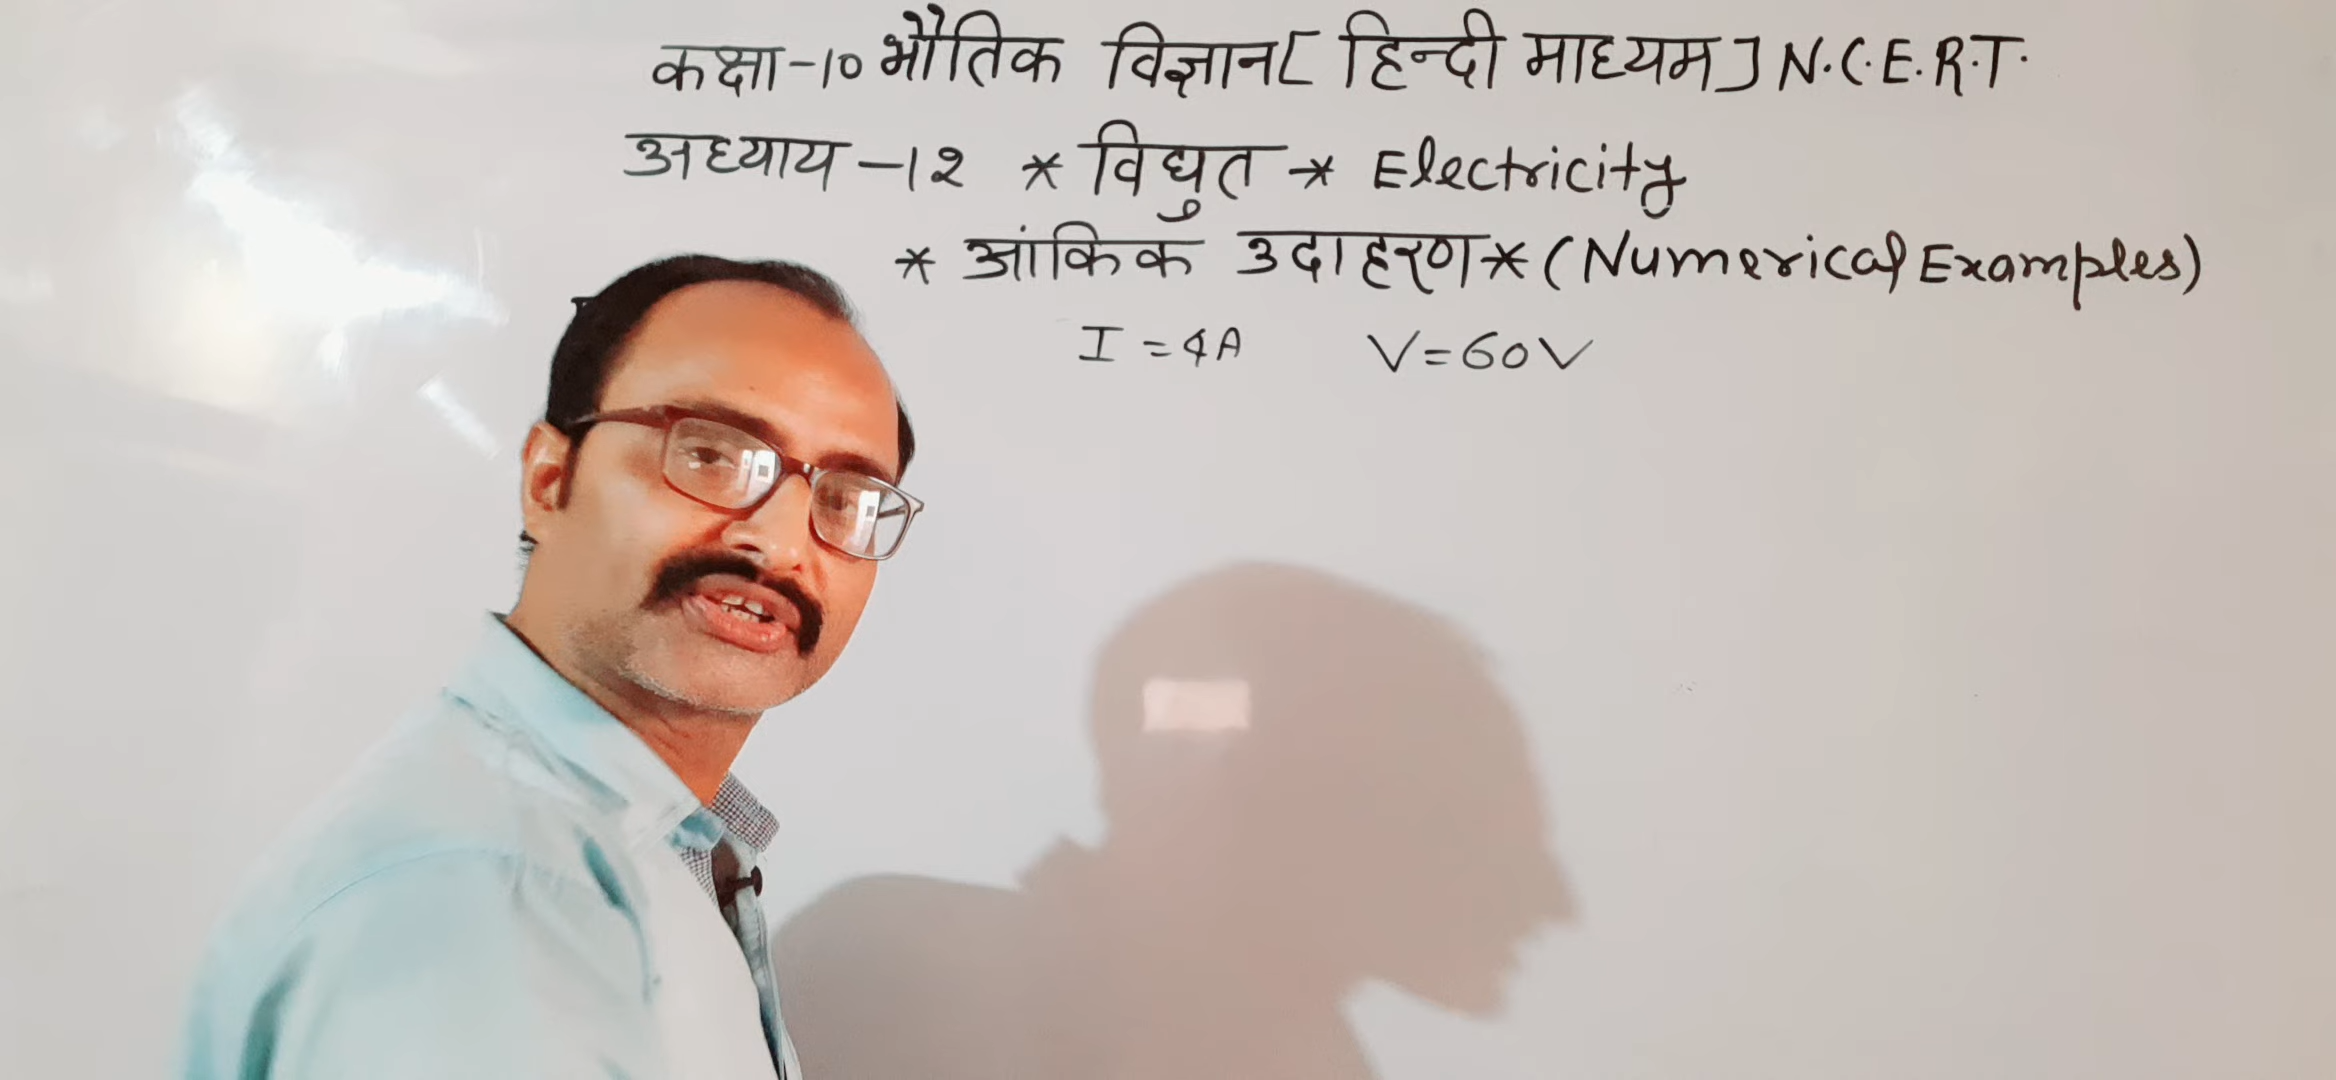 कक्षा-10 भौतिक विज्ञान [ हिन्दी माध्यम ] N.C.E.R.T.
अध्याय -12 * विद्युत * Electricity
* आंकिक उदाहरण * (Numerical Examples)
I = 4A V=60V